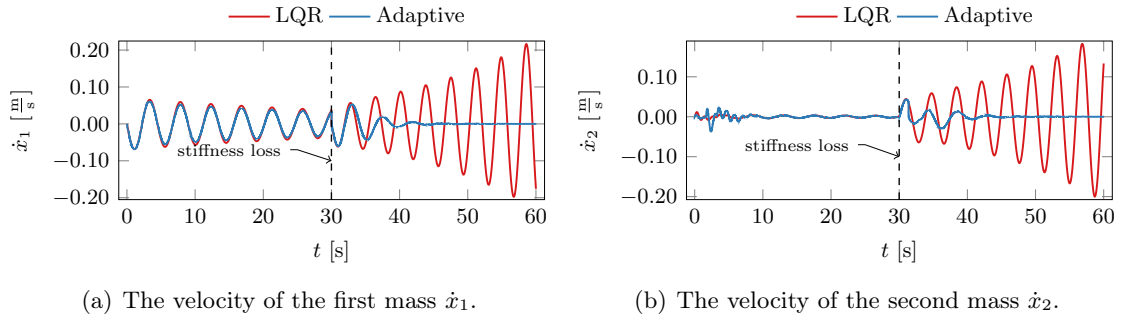 LQR Adaptive
0.20
0.10
0.00
−0.10
−0.20
ẋ₁ [m/s]
stiffness loss
0 10 20 30 40 50 60
t [s]
(a) The velocity of the first mass ẋ₁.
LQR Adaptive
0.10
0.00
−0.10
−0.20
ẋ₂ [m/s]
stiffness loss
0 10 20 30 40 50 60
t [s]
(b) The velocity of the second mass ẋ₂.